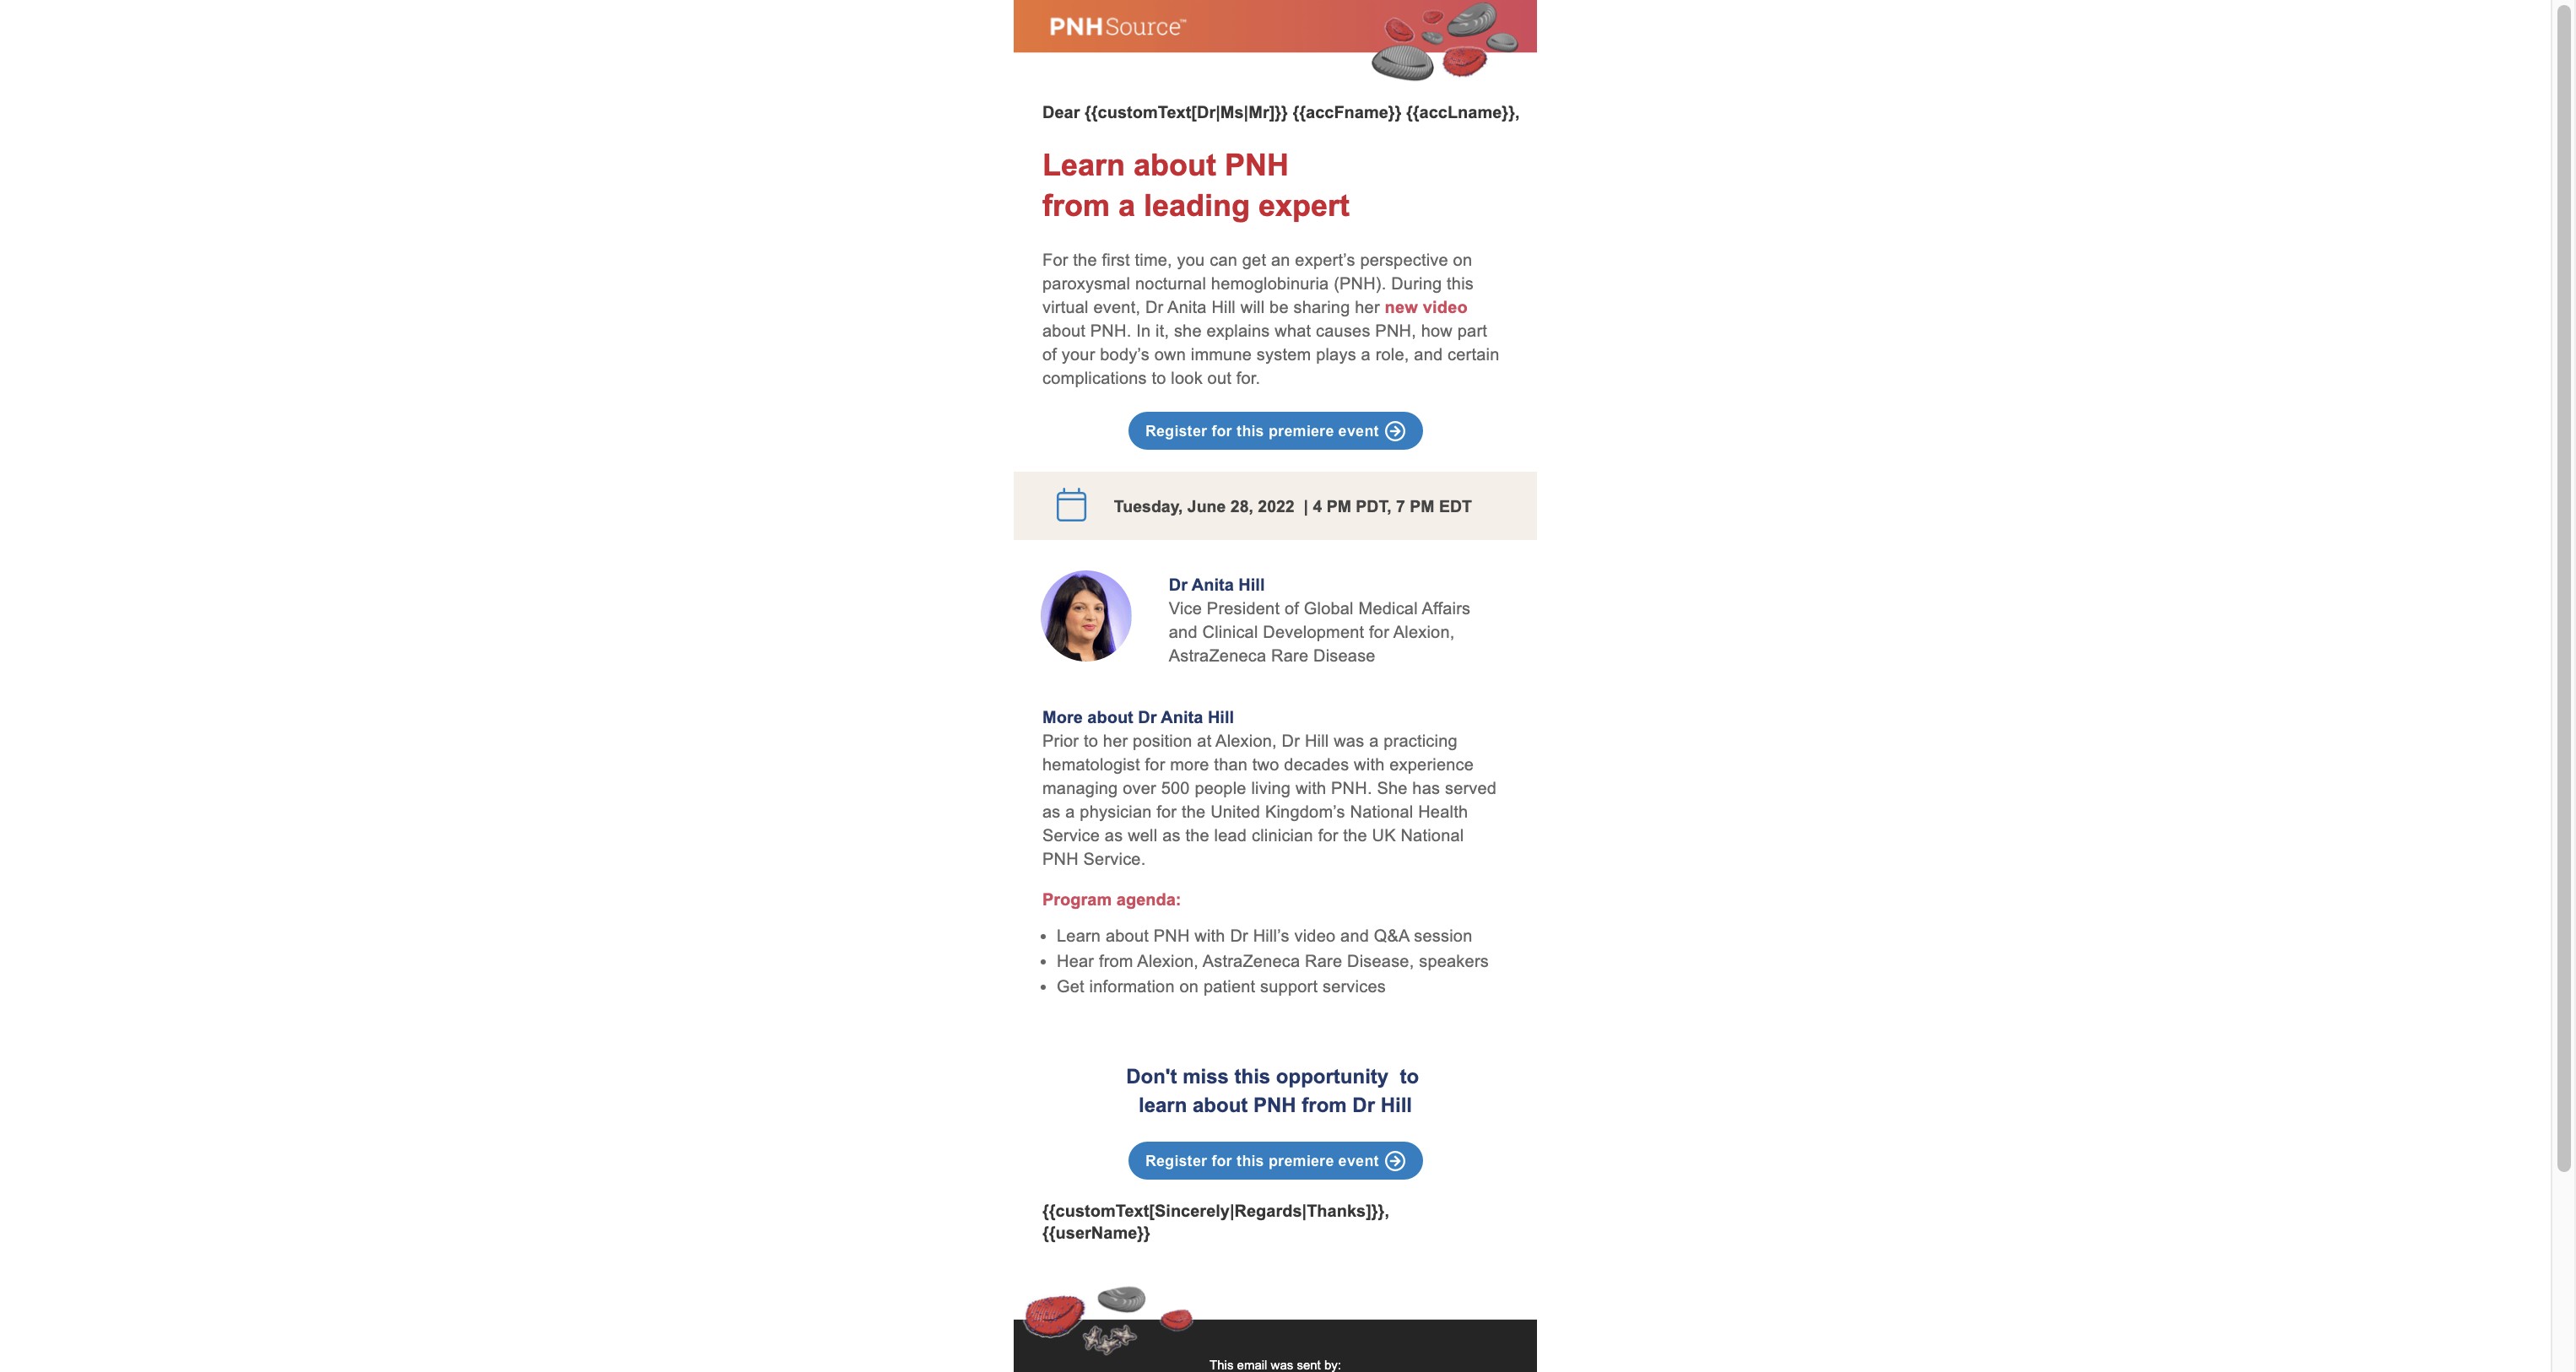 PNHSource™
Dear {{customText[Dr|Ms|Mr]}} {{accFname}} {{accLname}},
Learn about PNH
from a leading expert
For the first time, you can get an expert’s perspective on
paroxysmal nocturnal hemoglobinuria (PNH). During this
virtual event, Dr Anita Hill will be sharing her new video
about PNH. In it, she explains what causes PNH, how part
of your body’s own immune system plays a role, and certain
complications to look out for.
Register for this premiere event
Tuesday, June 28, 2022 | 4 PM PDT, 7 PM EDT
Dr Anita Hill
Vice President of Global Medical Affairs
and Clinical Development for Alexion,
AstraZeneca Rare Disease
More about Dr Anita Hill
Prior to her position at Alexion, Dr Hill was a practicing
hematologist for more than two decades with experience
managing over 500 people living with PNH. She has served
as a physician for the United Kingdom’s National Health
Service as well as the lead clinician for the UK National
PNH Service.
Program agenda:
• Learn about PNH with Dr Hill’s video and Q&A session
• Hear from Alexion, AstraZeneca Rare Disease, speakers
• Get information on patient support services
Don't miss this opportunity to
learn about PNH from Dr Hill
Register for this premiere event
{{customText[Sincerely|Regards|Thanks]}},
{{userName}}
This email was sent by: